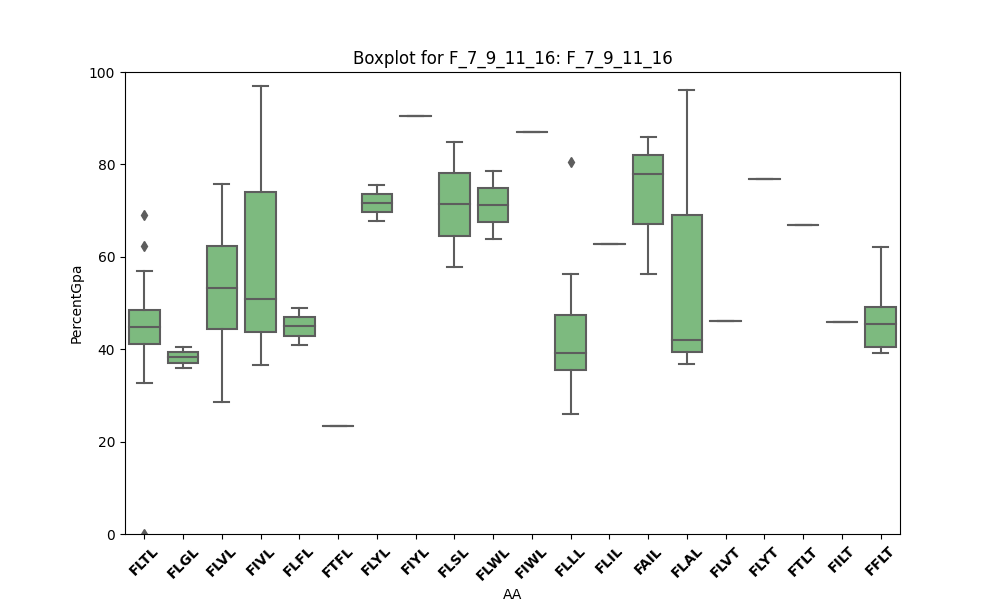 Boxplot for F_7_9_11_16: F_7_9_11_16
PercentGpa
100
80
60
40
20
0
FLTL FLGL FLVL FIVL FLFL FTFL FLYL FIYL FLSL FLWL FIWL FLLL FLIL FAIL FLAL FLVT FLYT FTLT FILT FFLT
AA